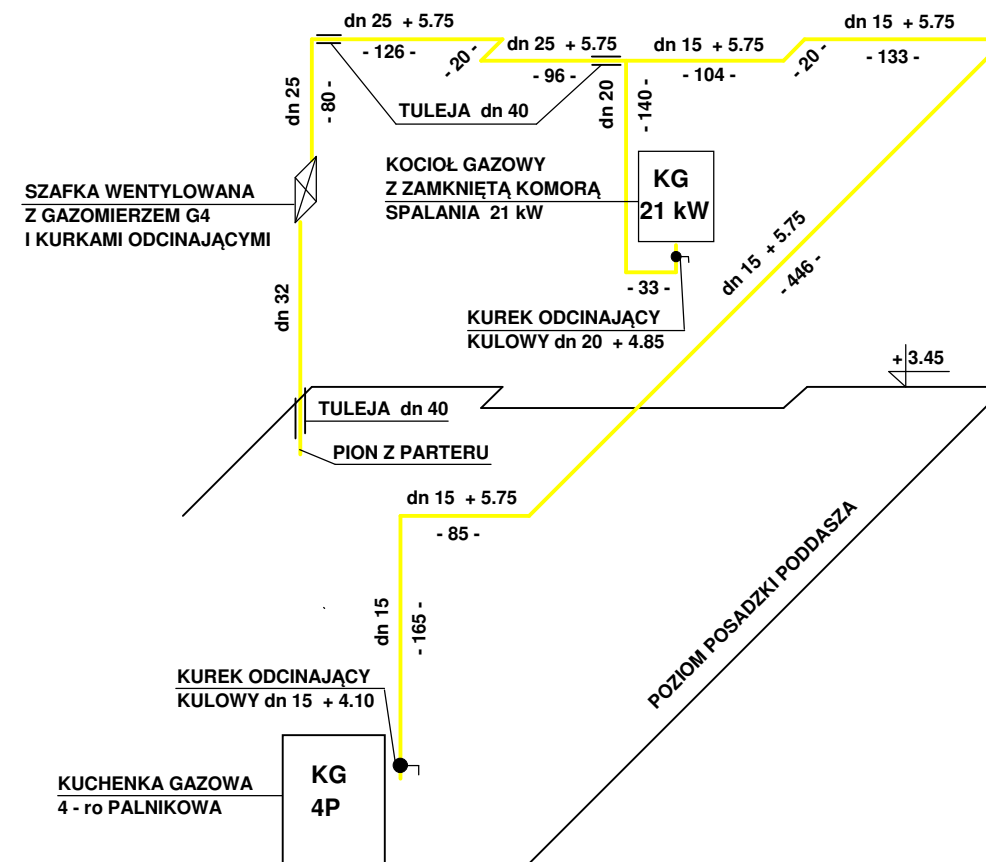 dn 25 + 5.75
- 126 -
- 20 -
dn 25 + 5.75
- 96 -
dn 15 + 5.75
- 104 -
- 20 -
dn 15 + 5.75
- 133 -
dn 25
- 80 -
TULEJA dn 40
dn 20
- 140 -
SZAFKA WENTYLOWANA
Z GAZOMIERZEM G4
I KURKAMI ODCINAJĄCYMI
KOCIOŁ GAZOWY
Z ZAMKNIĘTĄ KOMORĄ
SPALANIA 21 kW
KG
21 kW
dn 15 + 5.75
- 446 -
- 33 -
dn 32
KUREK ODCINAJĄCY
KULOWY dn 20 + 4.85
+ 3.45
TULEJA dn 40
PION Z PARTERU
dn 15 + 5.75
- 85 -
dn 15
- 165 -
POZIOM POSADZKI PODDASZA
KUREK ODCINAJĄCY
KULOWY dn 15 + 4.10
KUCHENKA GAZOWA
4 - ro PALNIKOWA
KG
4P